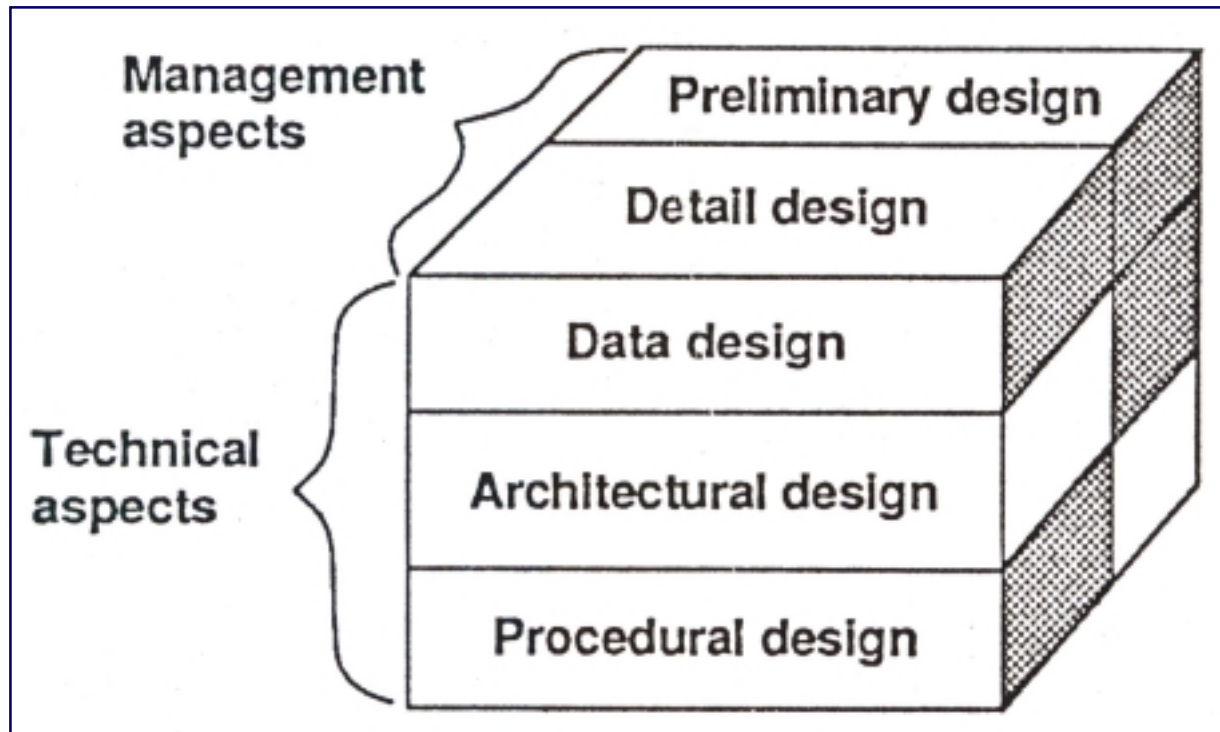 Management
aspects
Preliminary design
Detail design
Data design
Technical
aspects
Architectural design
Procedural design